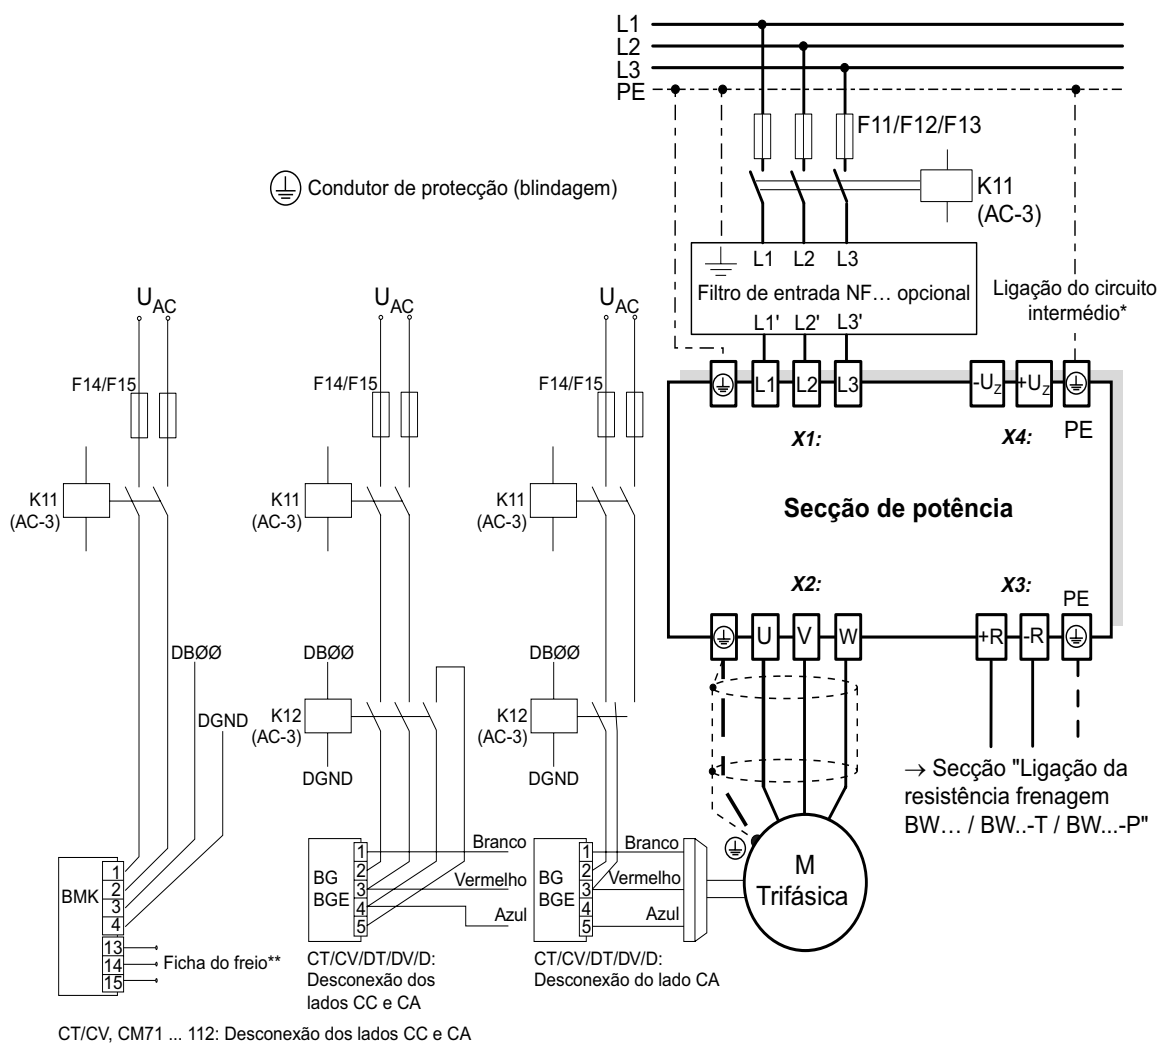 L1
L2
L3
PE
F11/F12/F13
K11
(AC-3)
Condutor de protecção (blindagem)
L1 L2 L3
Filtro de entrada NF… opcional
L1' L2' L3'
Ligação do circuito
intermédio*
UAC UAC UAC
F14/F15 F14/F15 F14/F15
L1 L2 L3 -UZ +UZ
X1: X4: PE
K11
(AC-3)
K11
(AC-3)
K11
(AC-3)
Secção de potência
X2: X3: PE
U V W +R -R
DBØØ DBØØ DBØØ
DGND
K12
(AC-3)
K12
(AC-3)
DGND DGND
→ Secção "Ligação da
resistência frenagem
BW… / BW..-T / BW...-P"
M
Trifásica
BMK
1
2
3
4
13
14
15
Ficha do freio**
BG
BGE
1
2
3
4
5
Branco
Vermelho
Azul
BG
BGE
1
2
3
4
5
Branco
Vermelho
Azul
CT/CV/DT/DV/D:
Desconexão dos
lados CC e CA
CT/CV/DT/DV/D:
Desconexão do lado CA
CT/CV, CM71 ... 112: Desconexão dos lados CC e CA